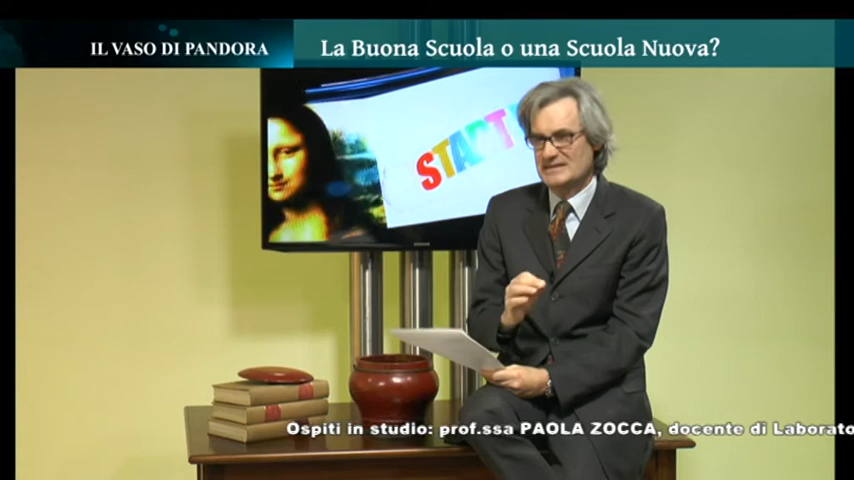 IL VASO DI PANDORA
La Buona Scuola o una Scuola Nuova?
START
Ospiti in studio: prof.ssa PAOLA ZOCCA, docente di Laborato